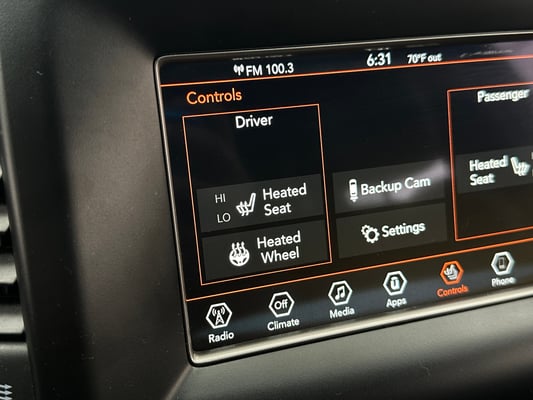 FM 100.3 6:31 70°F out
Controls
Driver
Passenger
HI
LO
Heated
Seat
Backup Cam
Heated
Seat
Heated
Wheel
Settings
Radio
Off
Climate
Media
Apps
Controls
Phone